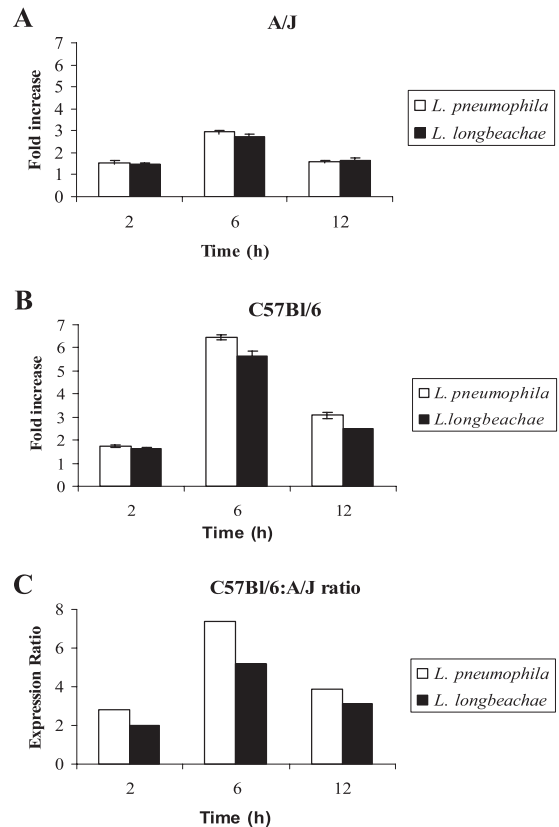 A
A/J
7
6
5
4
3
2
1
0
Fold increase
2 6 12
Time (h)
L. pneumophila
L. longbeachae
B
C57Bl/6
7
6
5
4
3
2
1
0
Fold increase
2 6 12
Time (h)
L. pneumophila
L.longbeachae
C
C57Bl/6:A/J ratio
8
6
4
2
0
Expression Ratio
2 6 12
Time (h)
L. pneumophila
L. longbeachae